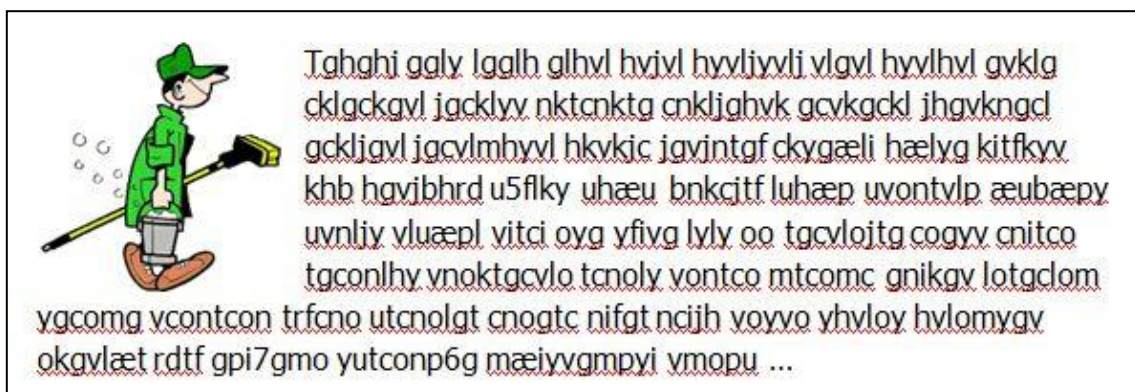 Tghghj gglv lgglh glhvl hvjvl hyvljyvlj vlgvl hyvlhvl gvklg
cklgckgvl jgcklyv nktcnktg cnkljghvk gcvkgckl jhgvkngcl
gckljgvl jgcvlmhyvl hkvkjc jgvjntgf ckygæli hælyg kitfkyv
khb hgvjbhrd u5flky uhæu bnkcjtf luhæp uvontvlp æubæpy
uvnljy vluæpl vitci oyg yfivg lyly oo tgcvlojtg cogyv cnitco
tgconlhy vnoktgcvlo tcnoly vontco mtcomc gnikgv lotgclom
ygcomg vcontcon trfcno utcnolgt cnogtc nifgt ncijh voyvo yhvloy hvlomygv
okgvlæt rdtf gpi7gmo yutconp6g mæjyvgmpyi vmopu ...